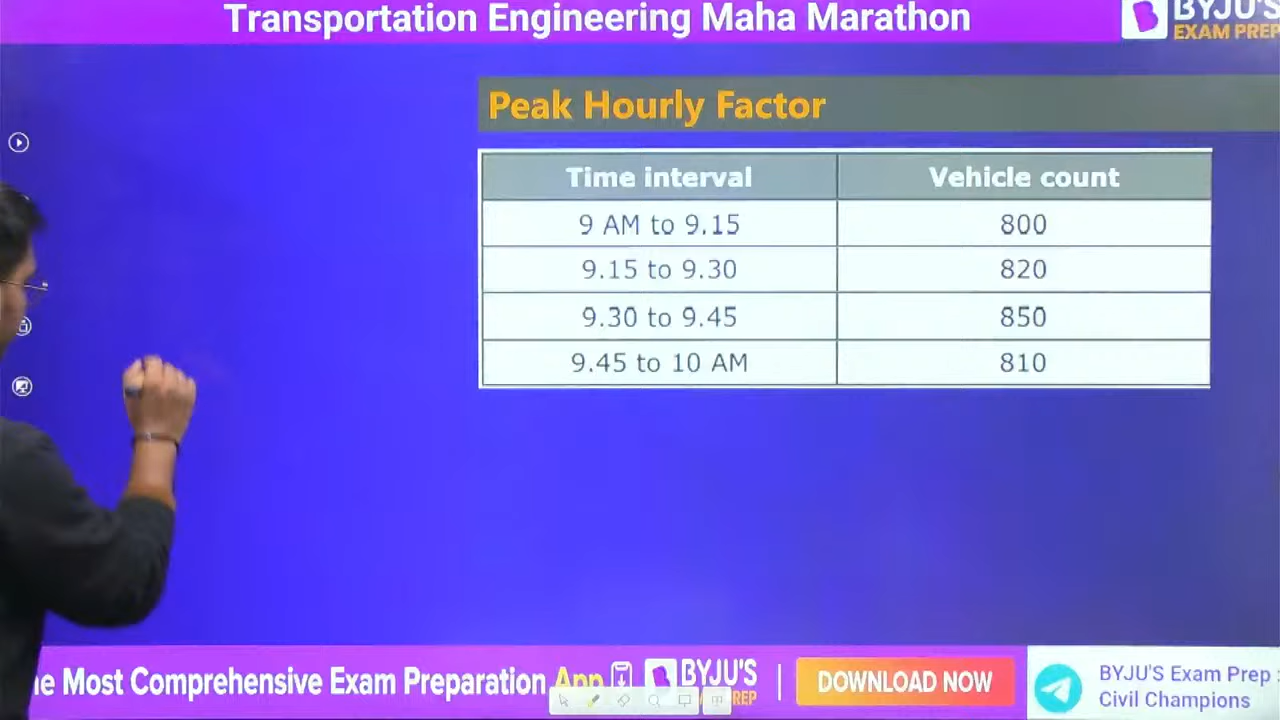 Transportation Engineering Maha Marathon
BYJU'S
EXAM PREP
Peak Hourly Factor
Time interval Vehicle count
9 AM to 9.15 800
9.15 to 9.30 820
9.30 to 9.45 850
9.45 to 10 AM 810
Most Comprehensive Exam Preparation App
BYJU'S
DOWNLOAD NOW
BYJU'S Exam Prep :
Civil Champions